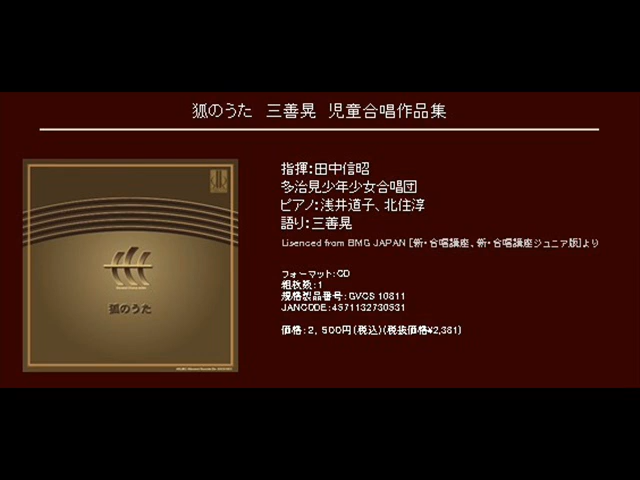 狐のうた　三善晃　児童合唱作品集
指揮:田中信昭
多治見少年少女合唱団
ピアノ:浅井道子、北住淳
語り:三善晃
Lisenced from BMG JAPAN [新・合唱講座、新・合唱講座ジュニア版]より
フォーマット:CD
組枚数:1
規格製品番号:GVCS 10811
JANCODE:4571132730531
価格:2,500円(税込)(税抜価格¥2,381)
狐のうた